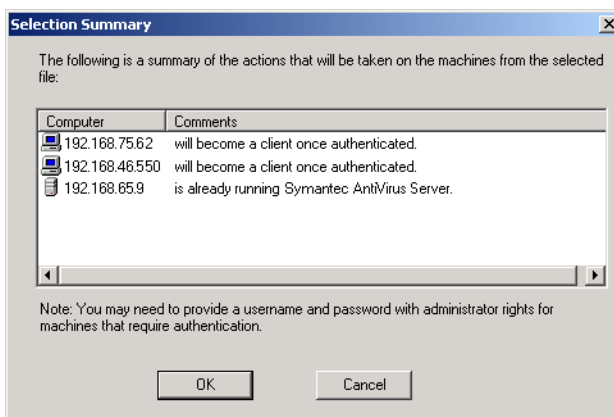 Selection Summary
The following is a summary of the actions that will be taken on the machines from the selected
file:
Computer Comments
192.168.75.62 will become a client once authenticated.
192.168.46.550 will become a client once authenticated.
192.168.65.9 is already running Symantec AntiVirus Server.
Note: You may need to provide a username and password with administrator rights for
machines that require authentication.
OK Cancel